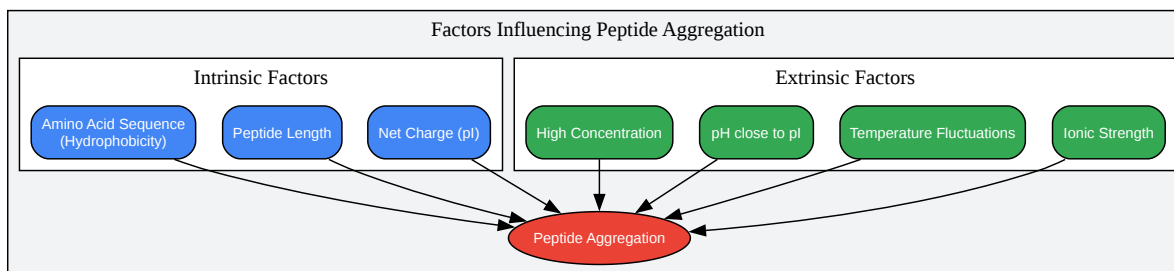 Factors Influencing Peptide Aggregation
Intrinsic Factors
Extrinsic Factors
Amino Acid Sequence
(Hydrophobicity)
Peptide Length
Net Charge (pI)
High Concentration
pH close to pI
Temperature Fluctuations
Ionic Strength
Peptide Aggregation